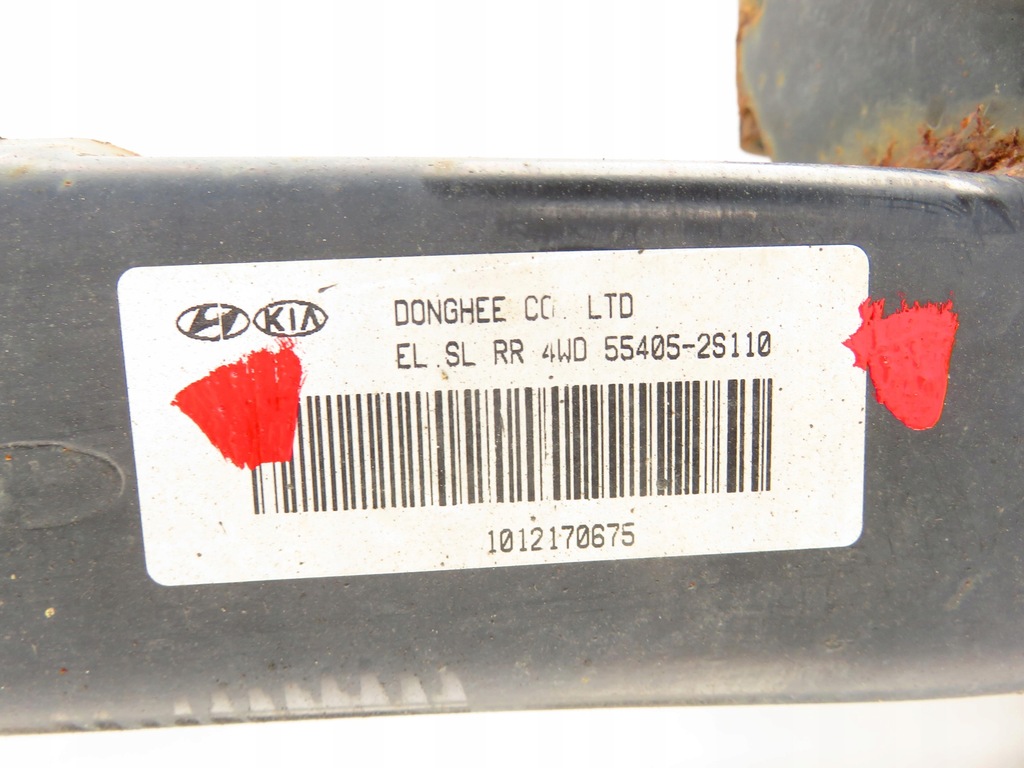 KIA DONGHEE CO. LTD
EL SL RR 4WD 55405-2S110
1012170675